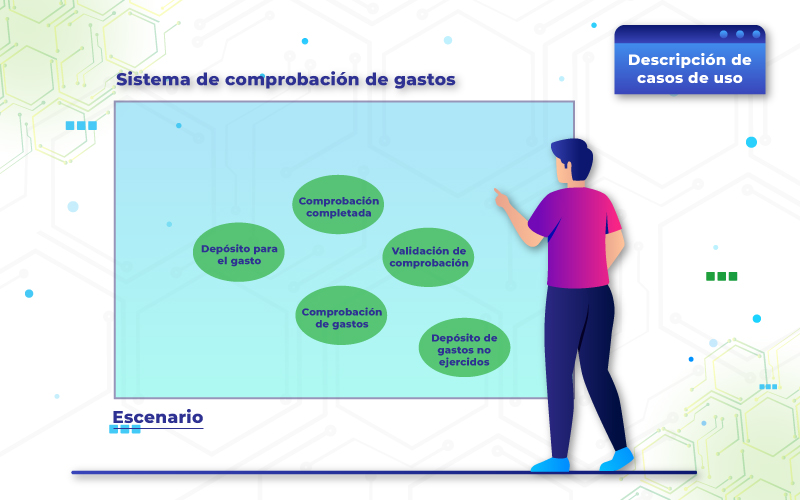 Descripción de
casos de uso
Sistema de comprobación de gastos
Comprobación
completada
Depósito para
el gasto
Validación de
comprobación
Comprobación
de gastos
Depósito de
gastos no
ejercidos
Escenario